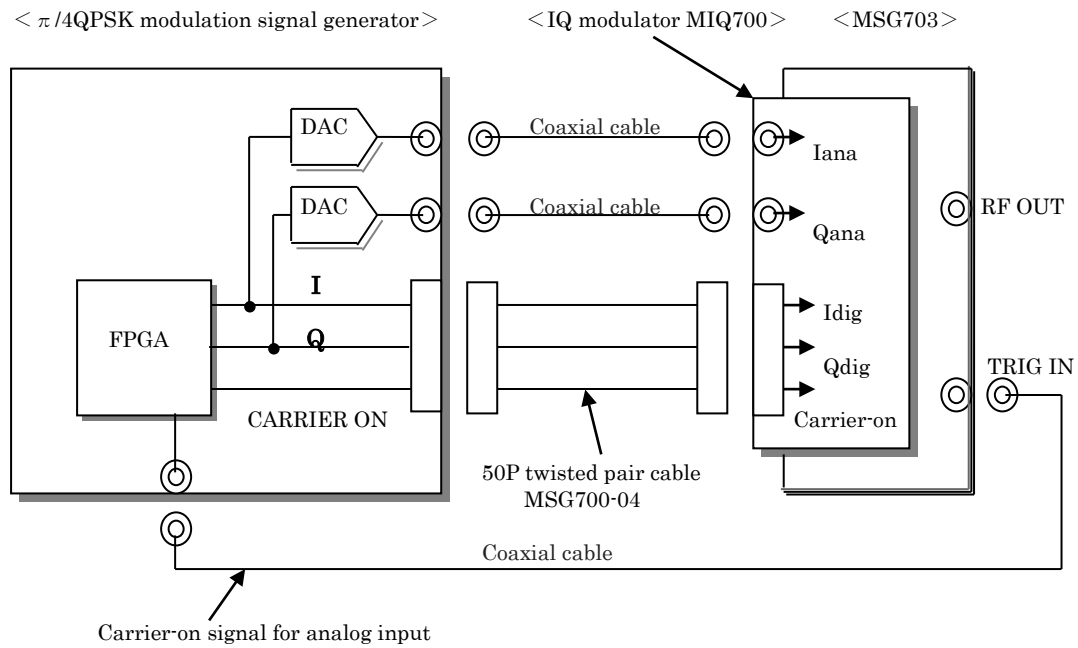 ＜π/4QPSK modulation signal generator＞
＜IQ modulator MIQ700＞
＜MSG703＞
DAC
Coaxial cable
Iana
DAC
Coaxial cable
Qana
RF OUT
I
Idig
FPGA
Q
Qdig
TRIG IN
CARRIER ON
Carrier-on
50P twisted pair cable
MSG700-04
Coaxial cable
Carrier-on signal for analog input